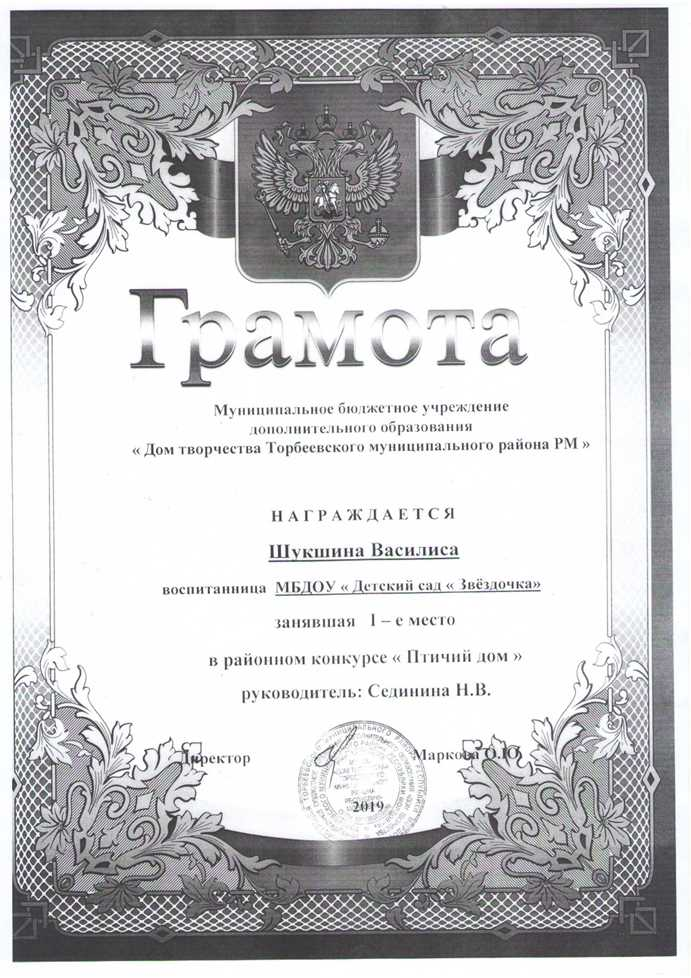 Грамота
Муниципальное бюджетное учреждение
дополнительного образования
« Дом творчества Торбеевского муниципального района РМ »
НАГРАЖДАЕТСЯ
Шукшина Василиса
воспитанница МБДОУ « Детский сад « Звёздочка»
занявшая 1 – е место
в районном конкурсе « Птичий дом »
руководитель: Сединина Н.В.
Директор Маркова О.Ю
2019